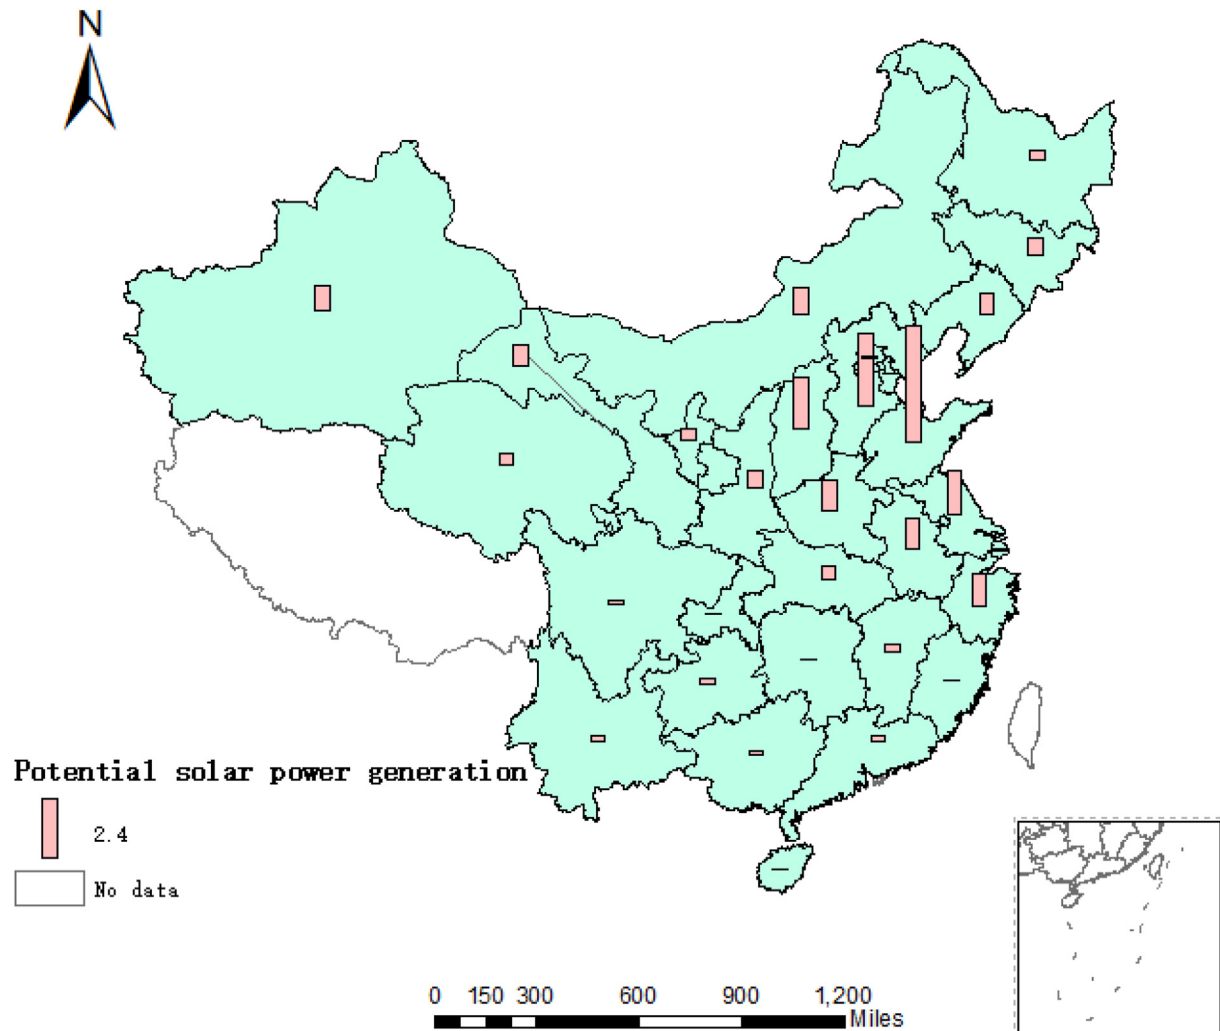 N
Potential solar power generation
2.4
No data
0 150 300 600 900 1,200
Miles